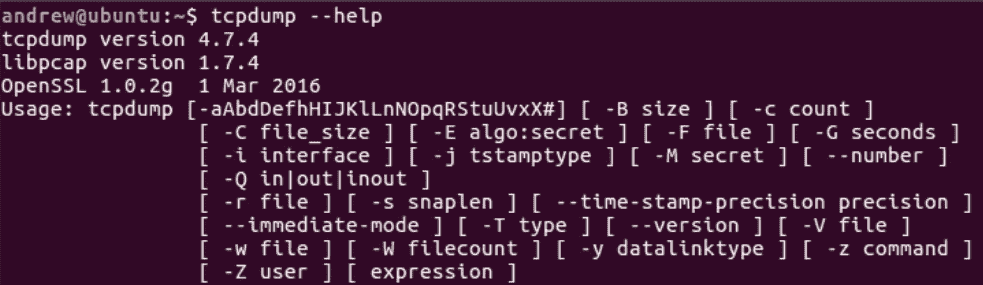 andrew@ubuntu:~$ tcpdump --help
tcpdump version 4.7.4
libpcap version 1.7.4
OpenSSL 1.0.2g  1 Mar 2016
Usage: tcpdump [-aAbdDefhHIJKlLnNOpqRStuUvxX#] [ -B size ] [ -c count ]
                [ -C file_size ] [ -E algo:secret ] [ -F file ] [ -G seconds ]
                [ -i interface ] [ -j tstamptype ] [ -M secret ] [ --number ]
                [ -Q in|out|inout ]
                [ -r file ] [ -s snaplen ] [ --time-stamp-precision precision ]
                [ --immediate-mode ] [ -T type ] [ --version ] [ -V file ]
                [ -w file ] [ -W filecount ] [ -y datalinktype ] [ -z command ]
                [ -Z user ] [ expression ]